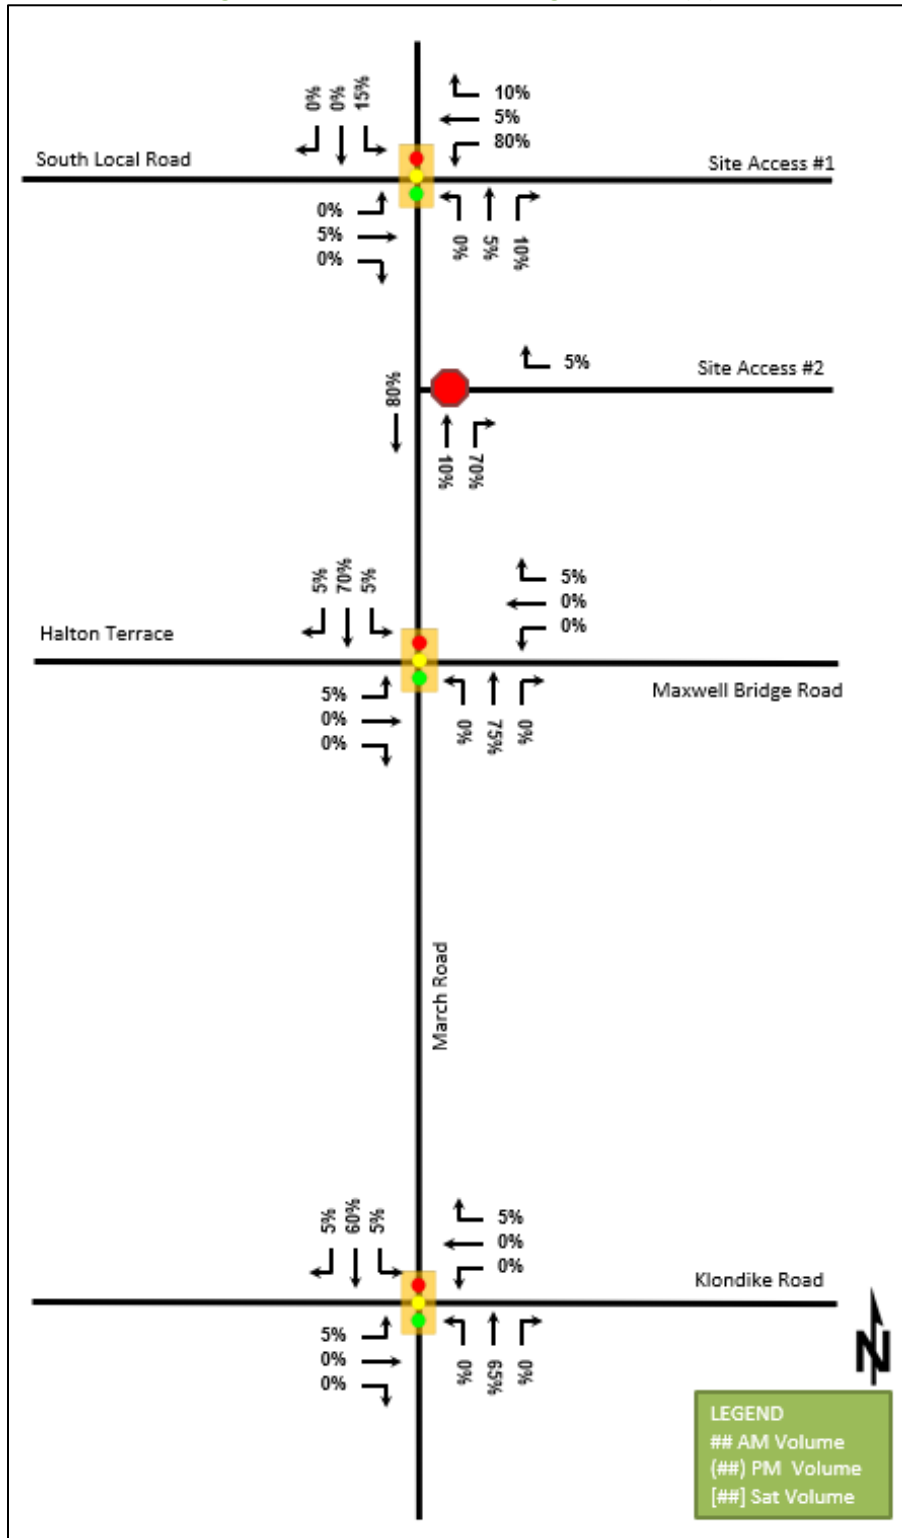 0% 0% 15%
10%
5%
80%
South Local Road
Site Access #1
0%
5%
0%
0% 5% 10%
80%
5%
Site Access #2
10% 70%
5% 70% 5%
5%
0%
0%
Halton Terrace
Maxwell Bridge Road
5%
0%
0%
0% 75% 0%
March Road
5% 60% 5%
5%
0%
0%
Klondike Road
5%
0%
0%
0% 65% 0%
N
LEGEND
## AM Volume
(##) PM Volume
[##] Sat Volume